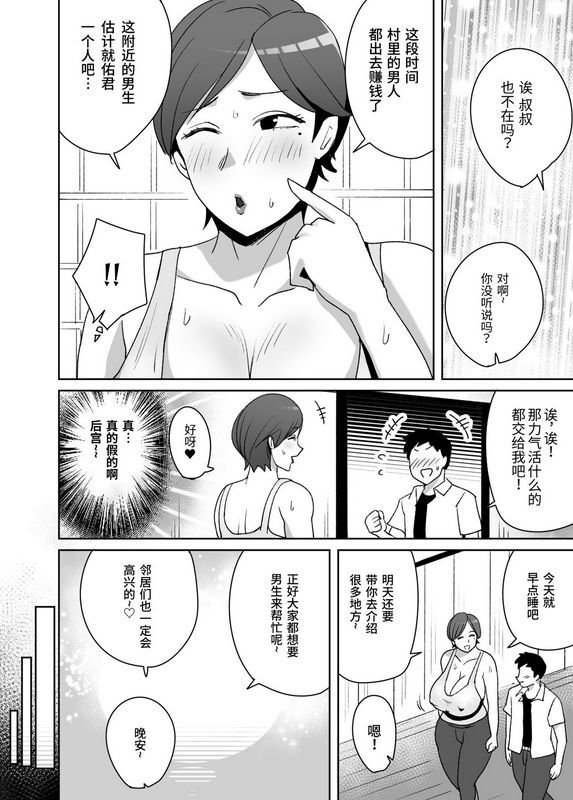 诶 叔叔
也不在吗？
对啊~
你没听说吗？
这段时间
村里的男人
都出去赚钱了
这附近的男生
估计就佑君
一个人吧…
!!
诶，诶！
那力气活什么的
都交给我吧！
好呀♥
真…
真的假的啊
后宫~
今天就
早点睡吧
明天还要
带你去介绍
很多地方~
嗯！
正好大家都想要
男生来帮忙呢~
邻居们也一定会
高兴的~♡
晚安~